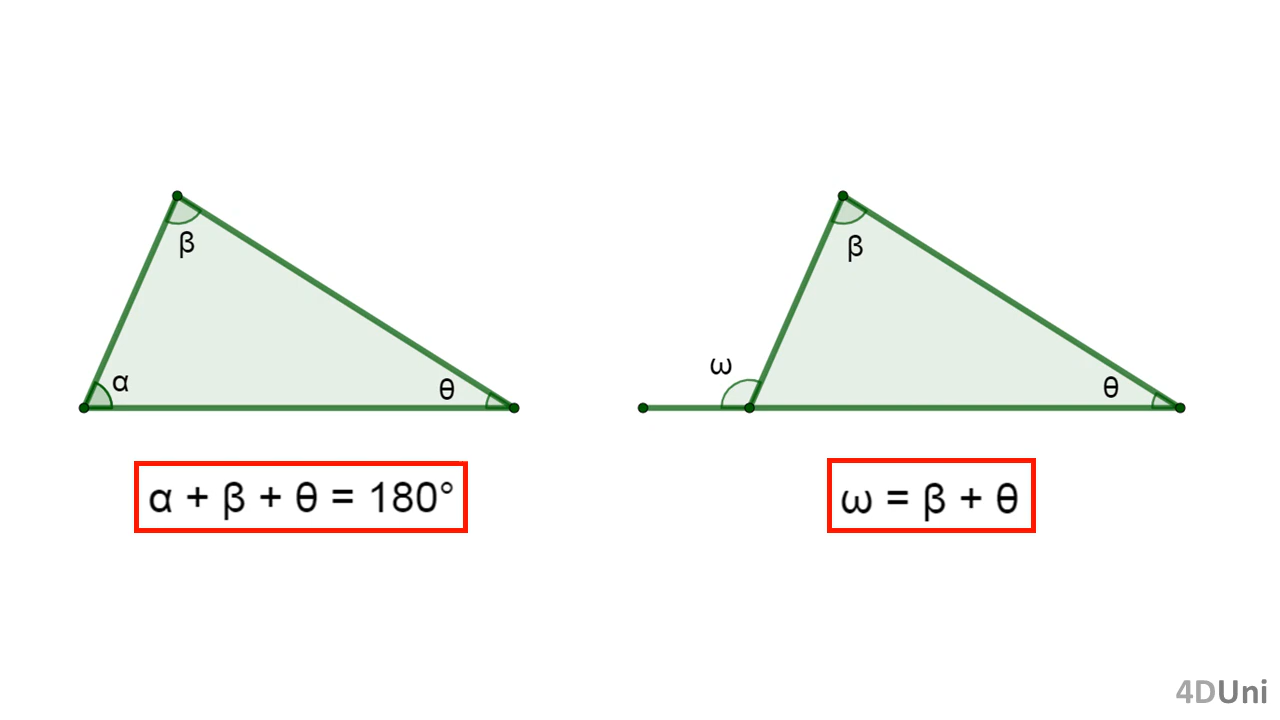 β
α
θ
α + β + θ = 180°
β
ω
θ
ω = β + θ
4DUni